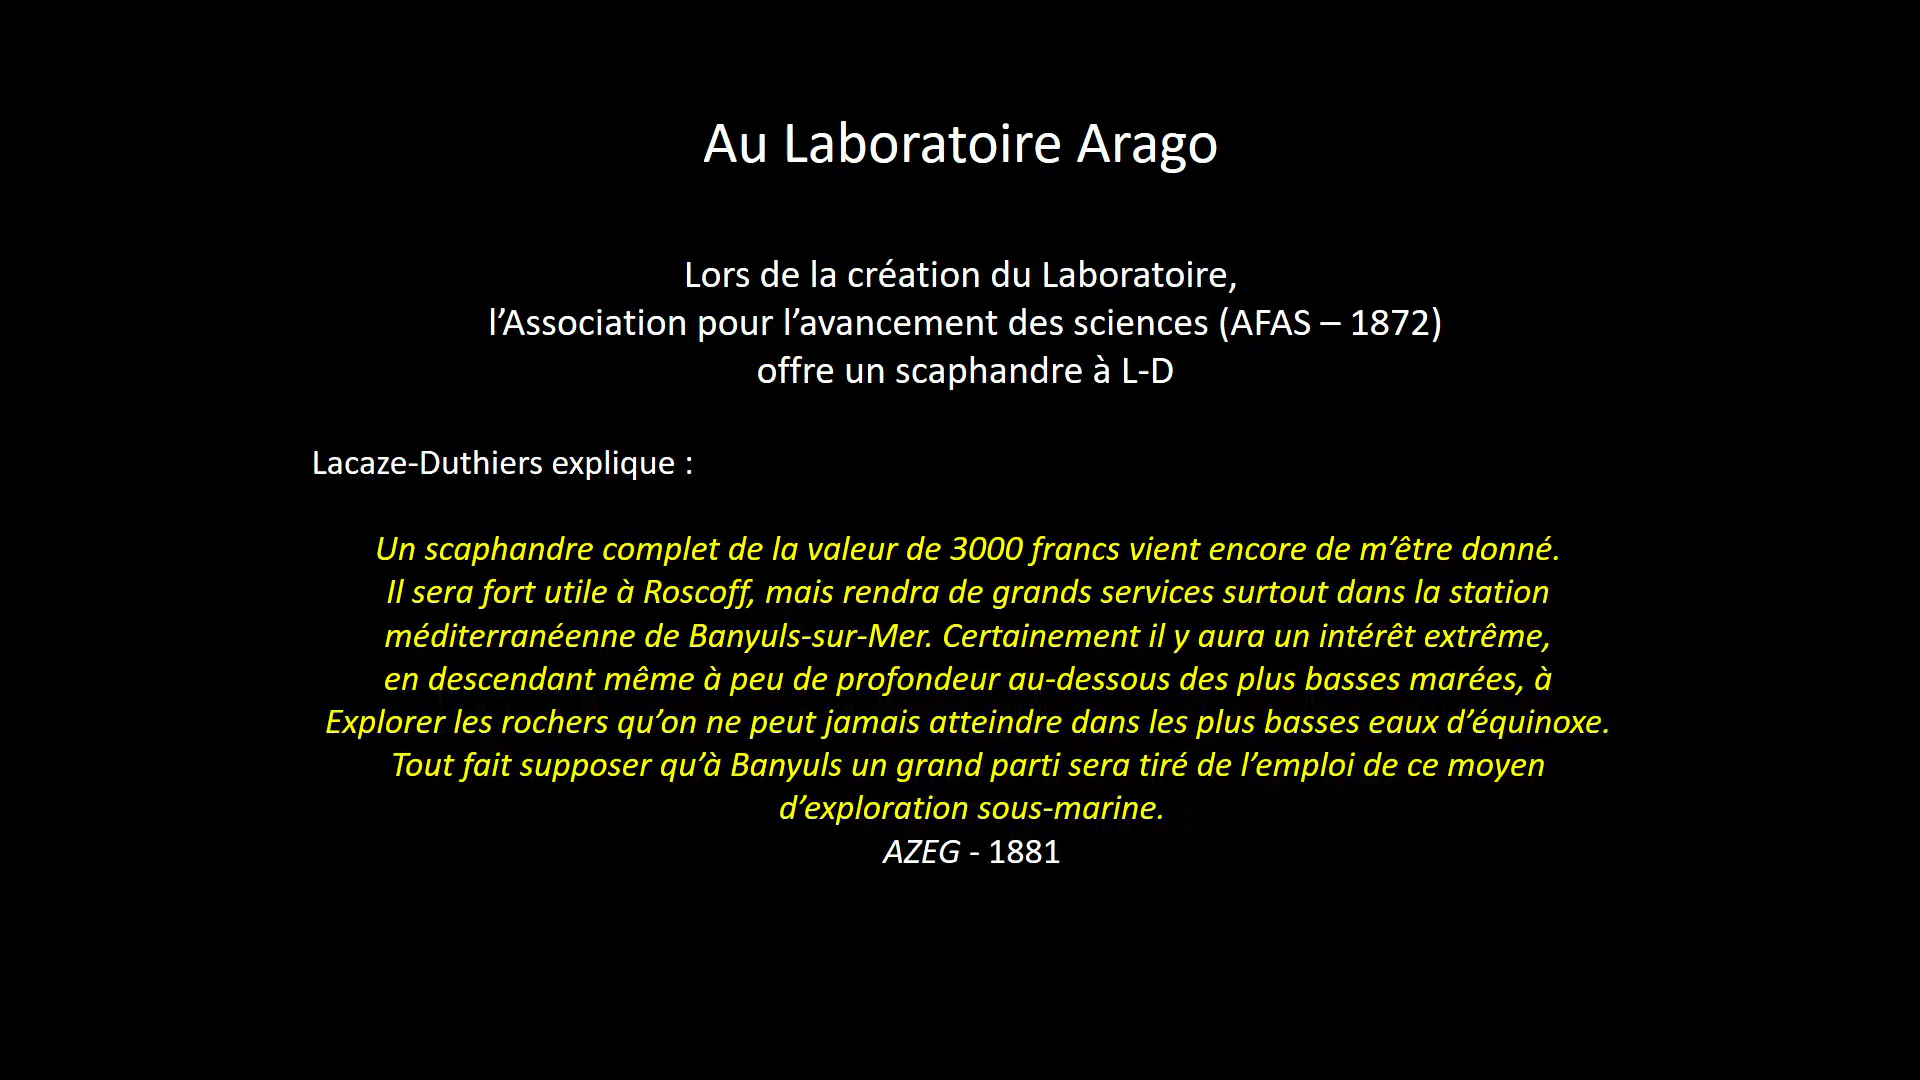 Au Laboratoire Arago
Lors de la création du Laboratoire,
l’Association pour l’avancement des sciences (AFAS – 1872)
offre un scaphandre à L-D
Lacaze-Duthiers explique :
Un scaphandre complet de la valeur de 3000 francs vient encore de m’être donné.
Il sera fort utile à Roscoff, mais rendra de grands services surtout dans la station
méditerranéenne de Banyuls-sur-Mer. Certainement il y aura un intérêt extrême,
en descendant même à peu de profondeur au-dessous des plus basses marées, à
Explorer les rochers qu’on ne peut jamais atteindre dans les plus basses eaux d’équinoxe.
Tout fait supposer qu’à Banyuls un grand parti sera tiré de l’emploi de ce moyen
d’exploration sous-marine.
AZEG - 1881